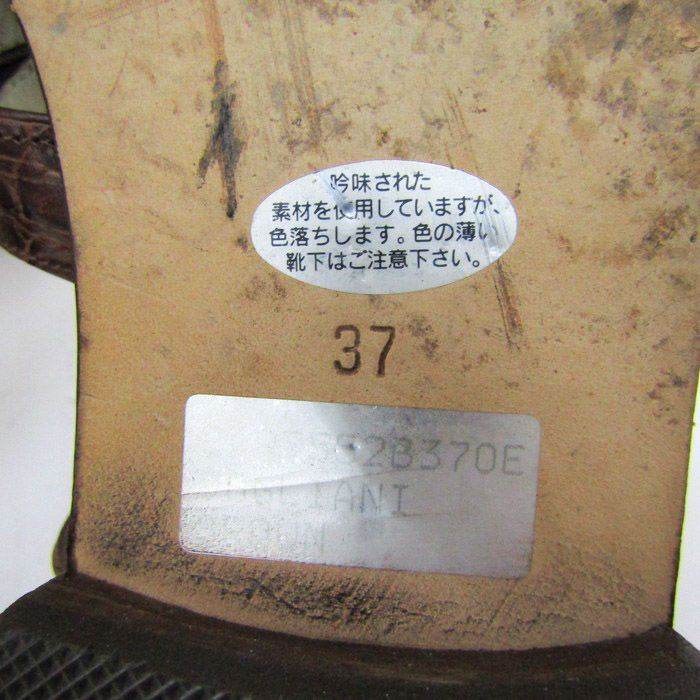 吟味された
素材を使用していますが、
色落ちします。色の薄い
靴下はご注意下さい。
37
528370E